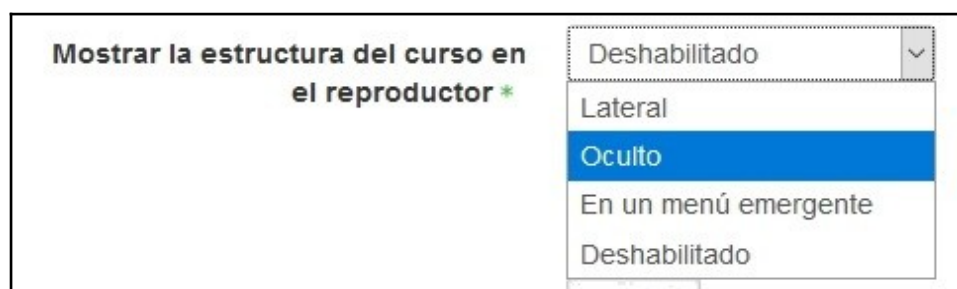 Mostrar la estructura del curso en
el reproductor *
Deshabilitado
Lateral
Oculto
En un menú emergente
Deshabilitado